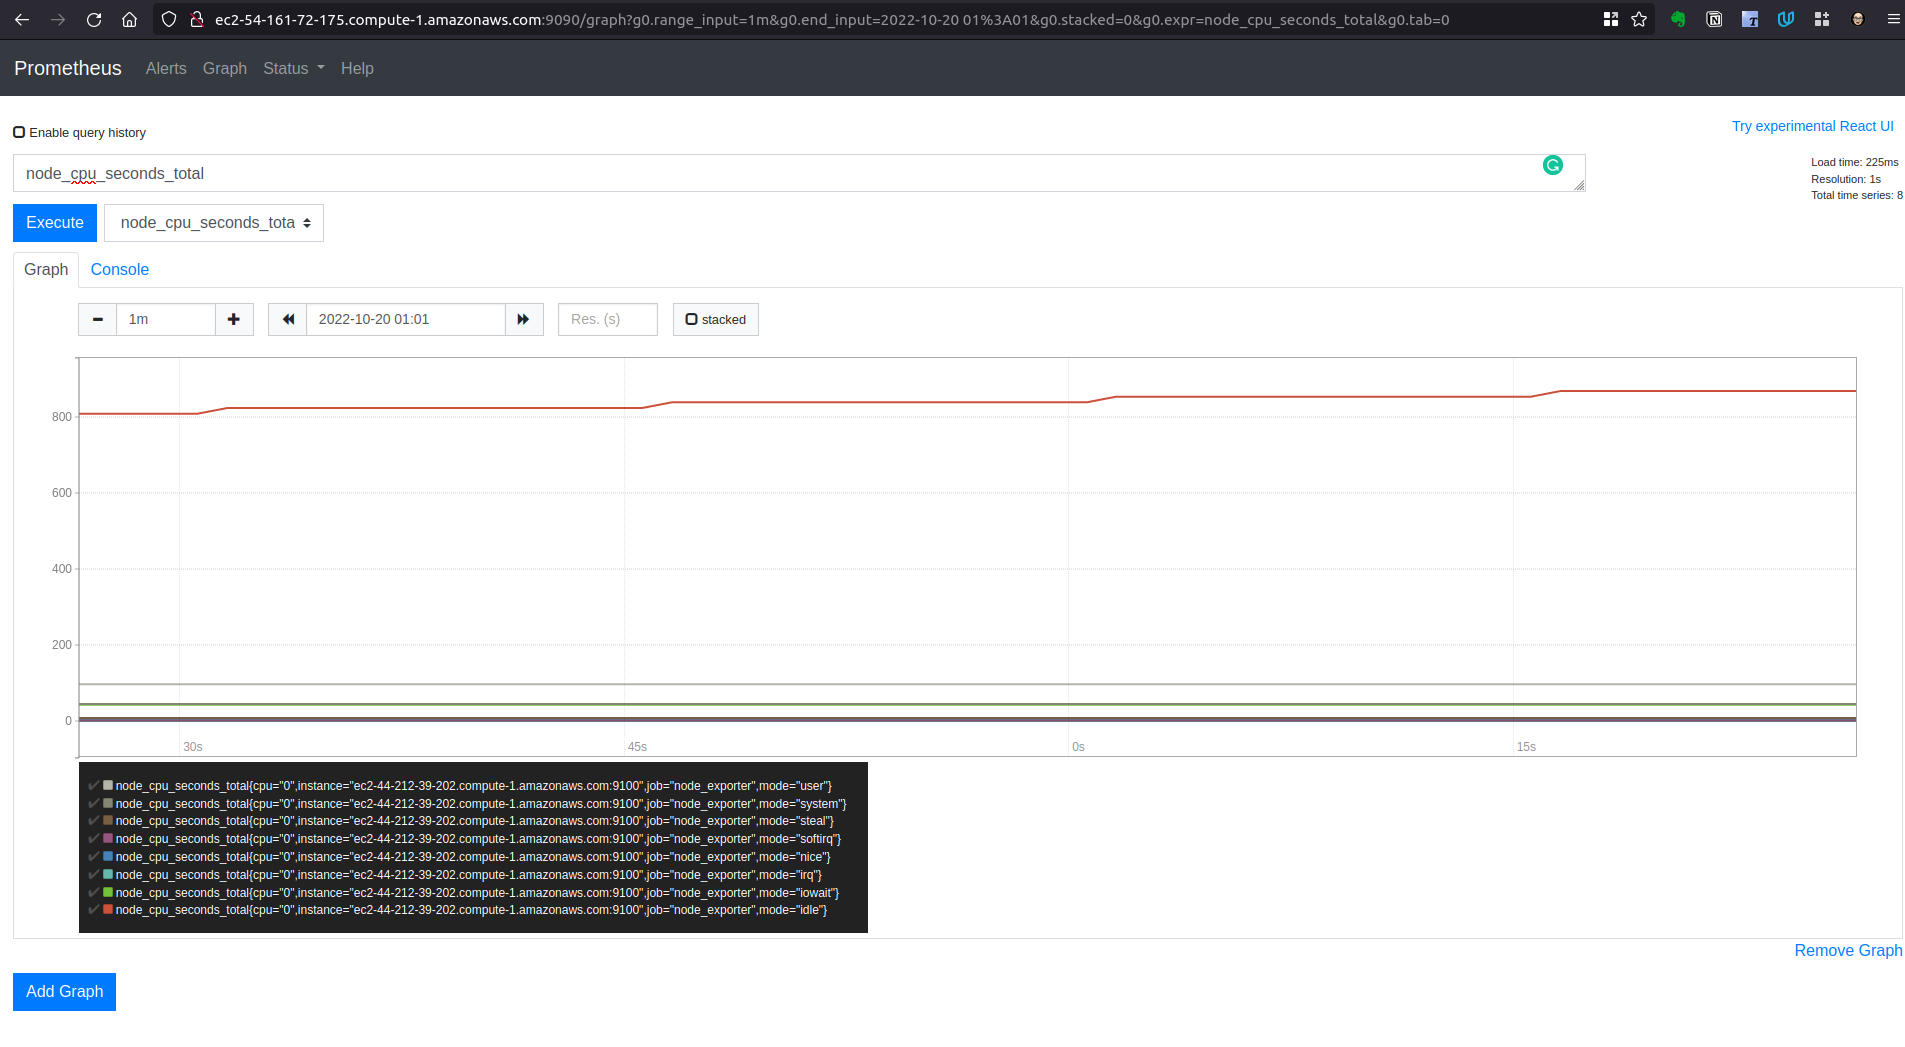 ec2-54-161-72-175.compute-1.amazonaws.com:9090/graph?g0.range_input=1m&g0.end_input=2022-10-20 01%3A01&g0.stacked=0&g0.expr=node_cpu_seconds_total&g0.tab=0
Prometheus Alerts Graph Status Help
Enable query history
Try experimental React UI
node_cpu_seconds_total
Load time: 225ms
Resolution: 1s
Total time series: 8
Execute node_cpu_seconds_tota
Graph Console
1m 2022-10-20 01:01 Res. (s) stacked
800
600
400
200
0
30s 45s 0s 15s
node_cpu_seconds_total{cpu="0",instance="ec2-44-212-39-202.compute-1.amazonaws.com:9100",job="node_exporter",mode="user"}
node_cpu_seconds_total{cpu="0",instance="ec2-44-212-39-202.compute-1.amazonaws.com:9100",job="node_exporter",mode="system"}
node_cpu_seconds_total{cpu="0",instance="ec2-44-212-39-202.compute-1.amazonaws.com:9100",job="node_exporter",mode="steal"}
node_cpu_seconds_total{cpu="0",instance="ec2-44-212-39-202.compute-1.amazonaws.com:9100",job="node_exporter",mode="softirq"}
node_cpu_seconds_total{cpu="0",instance="ec2-44-212-39-202.compute-1.amazonaws.com:9100",job="node_exporter",mode="nice"}
node_cpu_seconds_total{cpu="0",instance="ec2-44-212-39-202.compute-1.amazonaws.com:9100",job="node_exporter",mode="irq"}
node_cpu_seconds_total{cpu="0",instance="ec2-44-212-39-202.compute-1.amazonaws.com:9100",job="node_exporter",mode="iowait"}
node_cpu_seconds_total{cpu="0",instance="ec2-44-212-39-202.compute-1.amazonaws.com:9100",job="node_exporter",mode="idle"}
Remove Graph
Add Graph